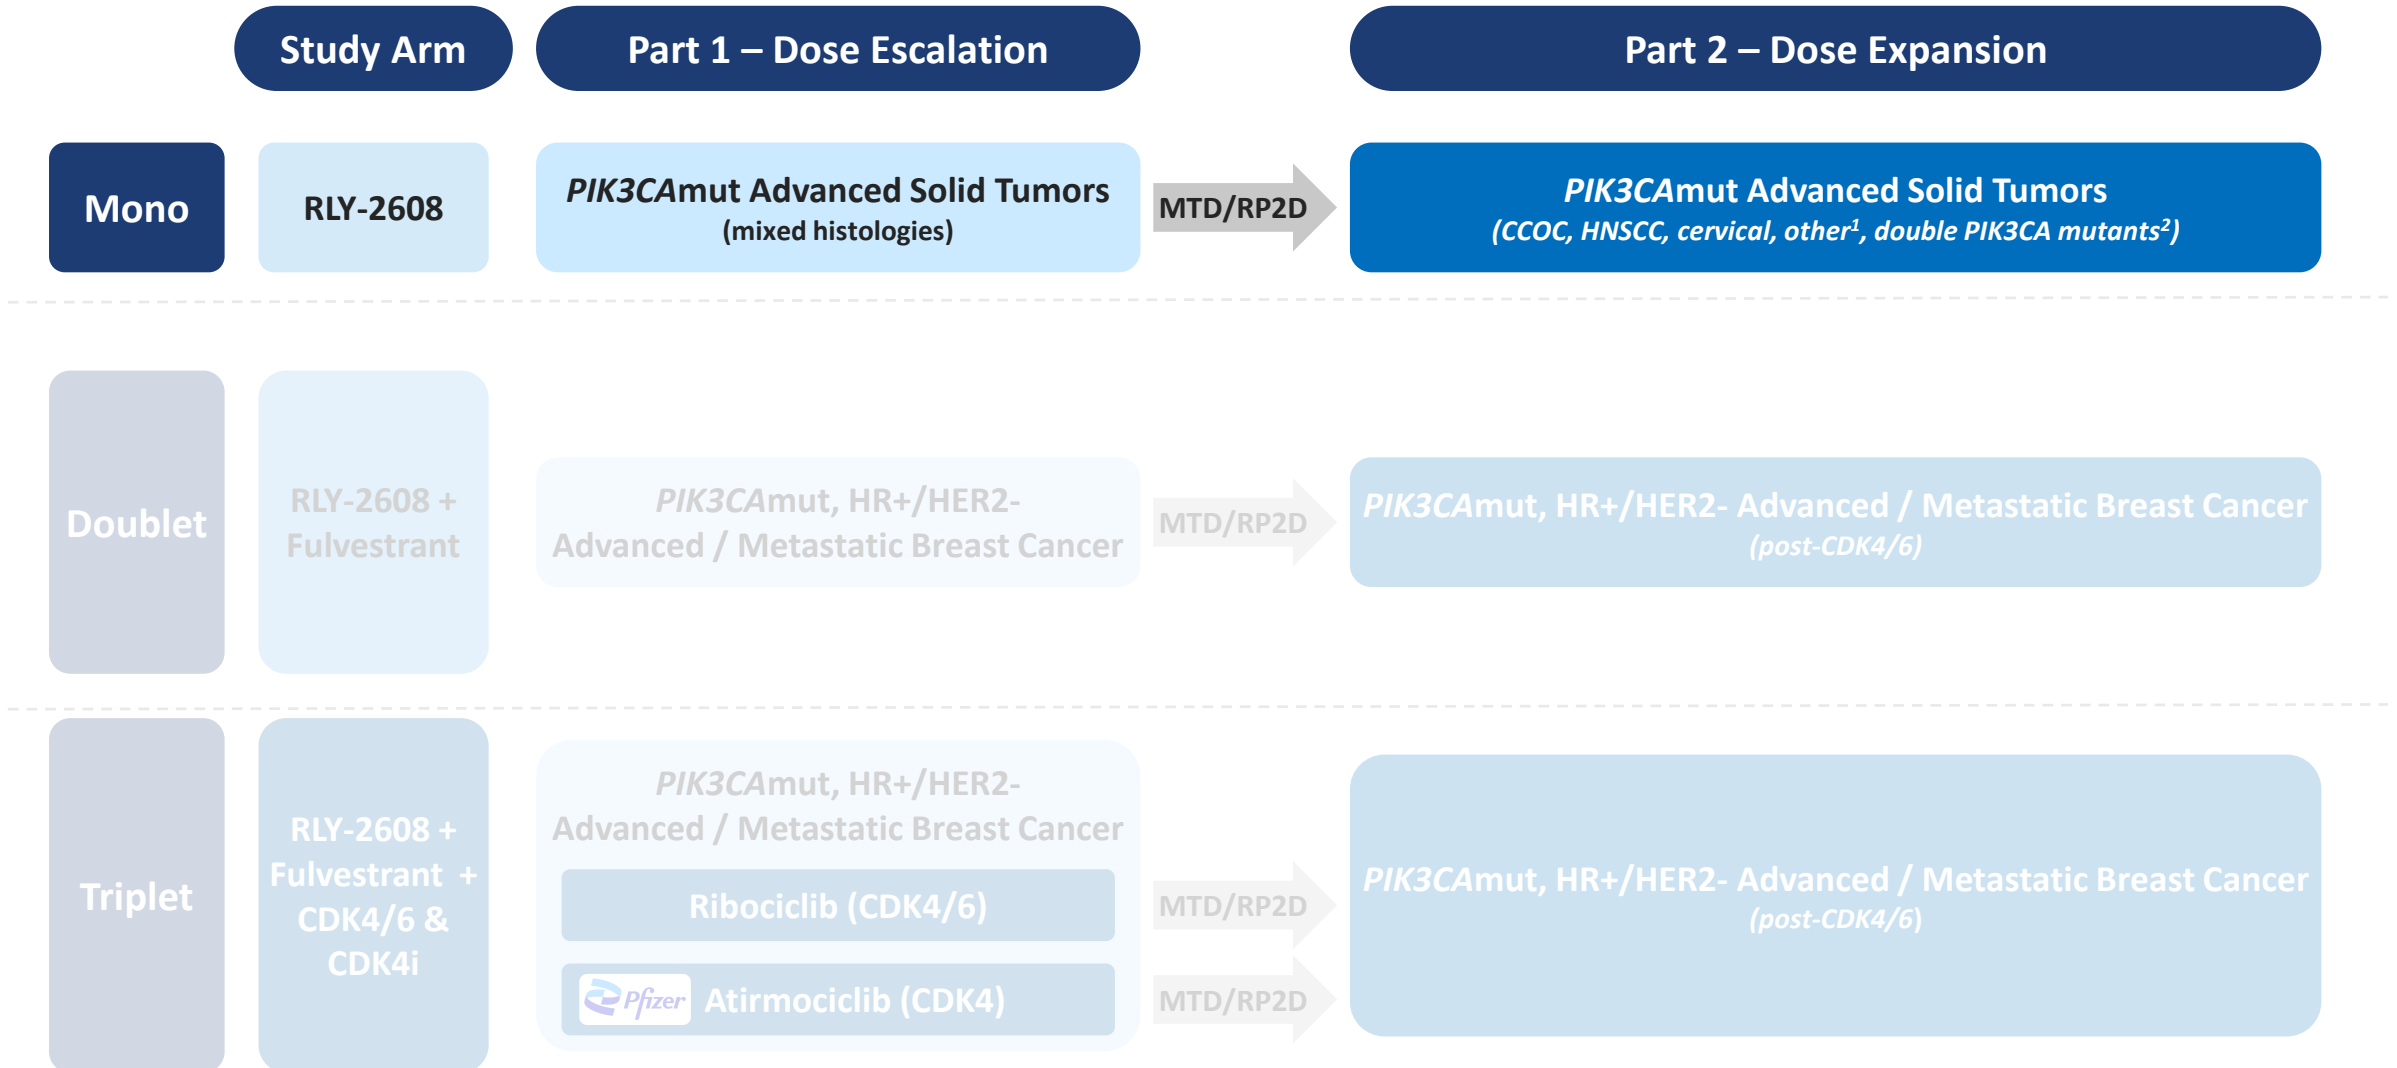 Study Arm
Part 1 – Dose Escalation
Part 2 – Dose Expansion
Mono
RLY-2608
PIK3CAmut Advanced Solid Tumors
(mixed histologies)
MTD/RP2D
PIK3CAmut Advanced Solid Tumors
(CCOC, HNSCC, cervical, other¹, double PIK3CA mutants²)
Doublet
RLY-2608 +
Fulvestrant
PIK3CAmut, HR+/HER2-
Advanced / Metastatic Breast Cancer
MTD/RP2D
PIK3CAmut, HR+/HER2- Advanced / Metastatic Breast Cancer
(post-CDK4/6)
Triplet
RLY-2608 +
Fulvestrant +
CDK4/6 &
CDK4i
PIK3CAmut, HR+/HER2-
Advanced / Metastatic Breast Cancer
Ribociclib (CDK4/6)
MTD/RP2D
Pfizer Atirmociclib (CDK4)
MTD/RP2D
PIK3CAmut, HR+/HER2- Advanced / Metastatic Breast Cancer
(post-CDK4/6)